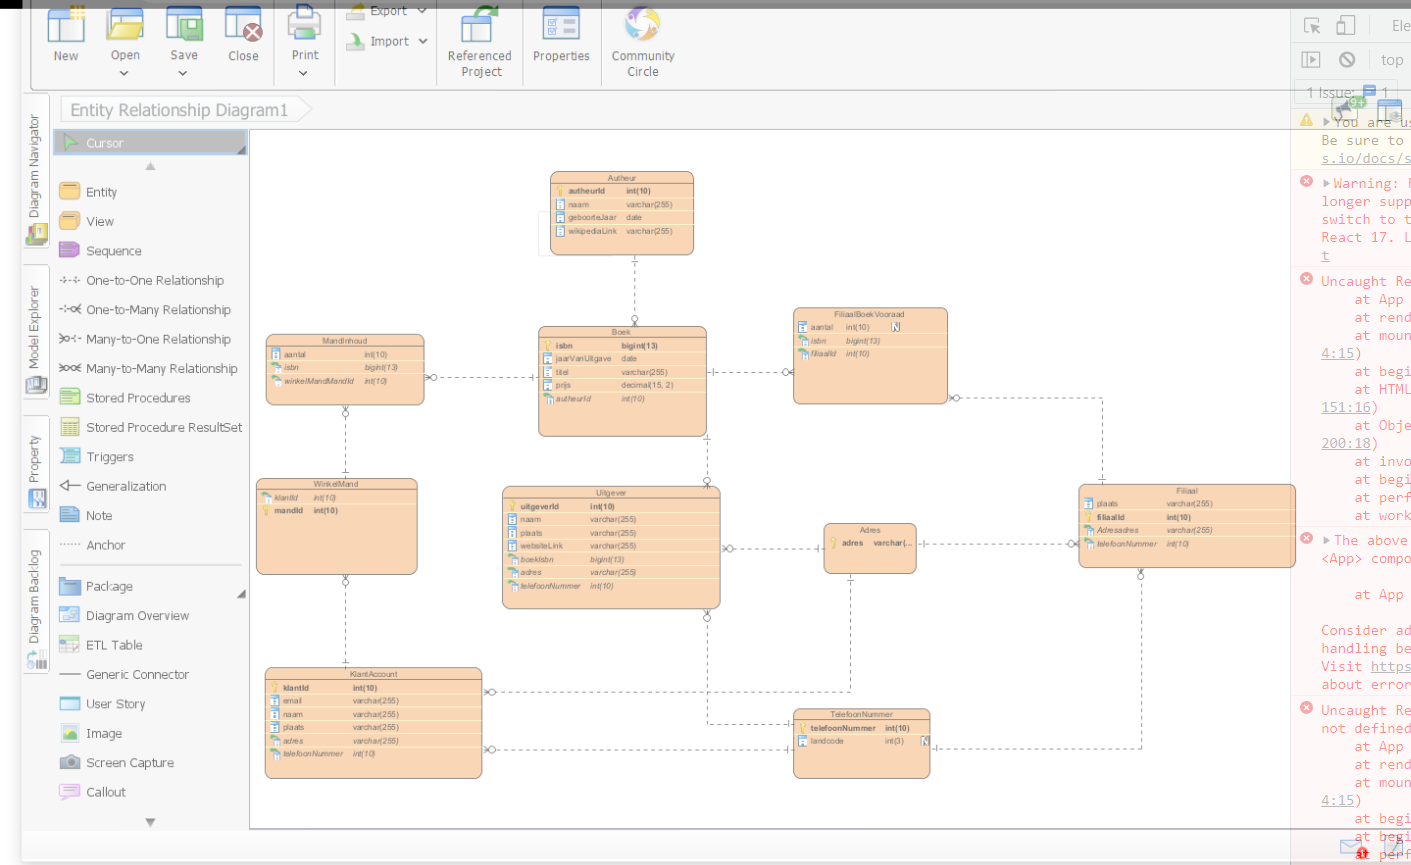 Export
Import
New
Open
Save
Close
Print
Referenced
Project
Properties
Community
Circle
Entity Relationship Diagram1
Diagram Navigator
Model Explorer
Property
Diagram Backlog
Cursor
Entity
View
Sequence
One-to-One Relationship
One-to-Many Relationship
Many-to-One Relationship
Many-to-Many Relationship
Stored Procedures
Stored Procedure ResultSet
Triggers
Generalization
Note
Anchor
Package
Diagram Overview
ETL Table
Generic Connector
User Story
Image
Screen Capture
Callout
Autheur
autheurId int(10)
naam varchar(255)
geboorteJaar date
wikipediaLink varchar(255)
FiliaalBoekVooraad
aantal int(10) N
isbn bigint(13)
filiaalId int(10)
Boek
isbn bigint(13)
jaarVanUitgave date
titel varchar(255)
prijs decimal(15, 2)
autheurId int(10)
MandInhoud
aantal int(10)
isbn bigint(13)
winkelMandMandId int(10)
WinkelMand
klantId int(10)
mandId int(10)
Uitgever
uitgeverId int(10)
naam varchar(255)
plaats varchar(255)
websiteLink varchar(255)
boekIsbn bigint(13)
adres varchar(255)
telefoonNummer int(10)
Adres
adres varchar(...
Filiaal
plaats varchar(255)
filiaalId int(10)
Adresadres varchar(255)
telefoonNummer int(10)
KlantAccount
klantId int(10)
email varchar(255)
naam varchar(255)
plaats varchar(255)
adres varchar(255)
telefoonNummer int(10)
TelefoonNummer
telefoonNummer int(10)
landcode int(3) N
Ele
top
1 Issue: 1
9+
You are us
Be sure to
s.io/docs/s
Warning: R
longer supp
switch to t
React 17. L
t
Uncaught Re
at App
at rend
at moun
4:15)
at begi
at HTML
151:16)
at Obje
200:18)
at invo
at begi
at perf
at work
The above
<App> compo
at App
Consider ad
handling be
Visit https
about error
Uncaught Re
not defined
at App
at rend
at moun
4:15)
at begi
at begi
at perf